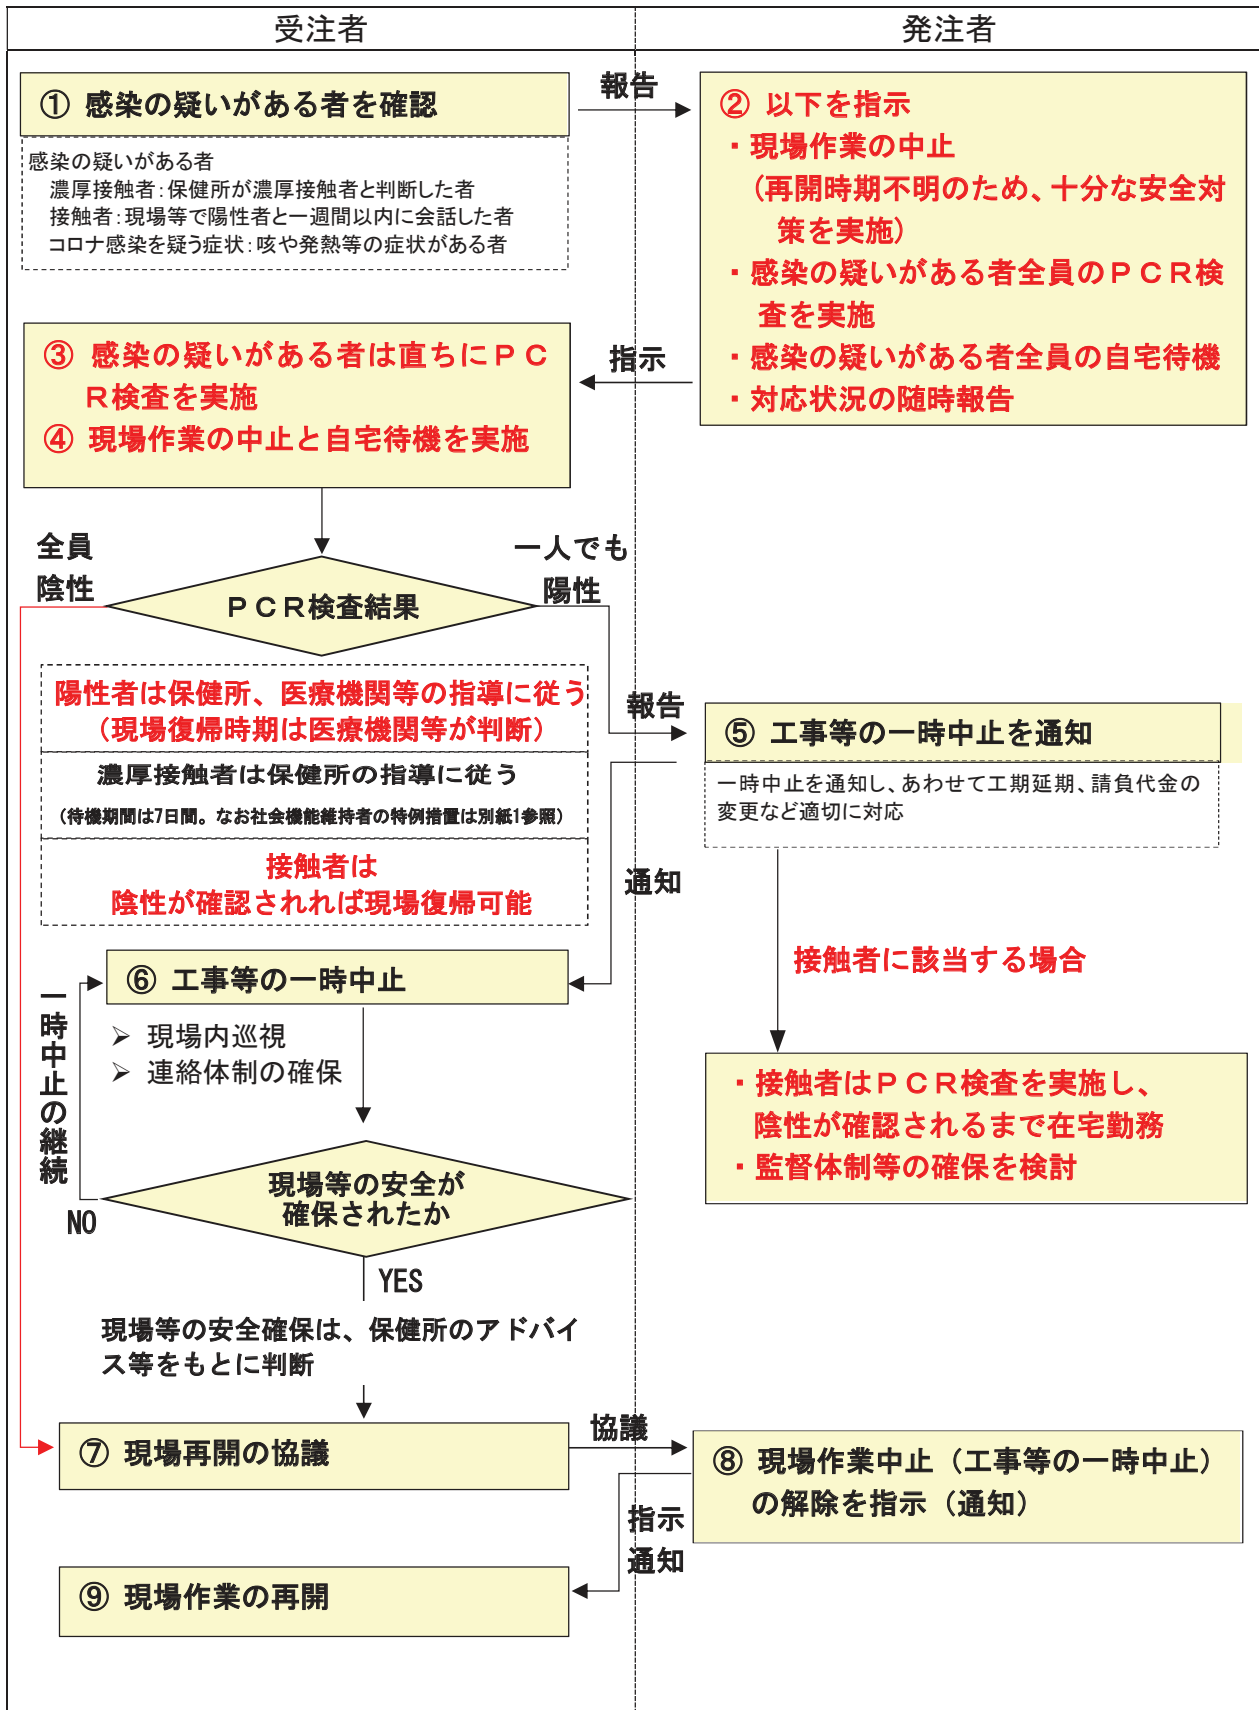 受注者
発注者
① 感染の疑いがある者を確認
報告
感染の疑いがある者
濃厚接触者：保健所が濃厚接触者と判断した者
接触者：現場等で陽性者と一週間以内に会話した者
コロナ感染を疑う症状：咳や発熱等の症状がある者
② 以下を指示
・現場作業の中止
（再開時期不明のため、十分な安全対
策を実施）
・感染の疑いがある者全員のＰＣＲ検
査を実施
・感染の疑いがある者全員の自宅待機
・対応状況の随時報告
指示
③ 感染の疑いがある者は直ちにＰＣ
Ｒ検査を実施
④ 現場作業の中止と自宅待機を実施
全員
陰性
一人でも
陽性
ＰＣＲ検査結果
陽性者は保健所、医療機関等の指導に従う
（現場復帰時期は医療機関等が判断）
濃厚接触者は保健所の指導に従う
（待機期間は7日間。なお社会機能維持者の特例措置は別紙1参照）
接触者は
陰性が確認されれば現場復帰可能
報告
⑤ 工事等の一時中止を通知
一時中止を通知し、あわせて工期延期、請負代金の
変更など適切に対応
通知
接触者に該当する場合
⑥ 工事等の一時中止
➢ 現場内巡視
➢ 連絡体制の確保
一時中止の継続
・接触者はＰＣＲ検査を実施し、
陰性が確認されるまで在宅勤務
・監督体制等の確保を検討
現場等の安全が
確保されたか
NO
YES
現場等の安全確保は、保健所のアドバイ
ス等をもとに判断
⑦ 現場再開の協議
協議
⑧ 現場作業中止（工事等の一時中止）
の解除を指示（通知）
指示
通知
⑨ 現場作業の再開